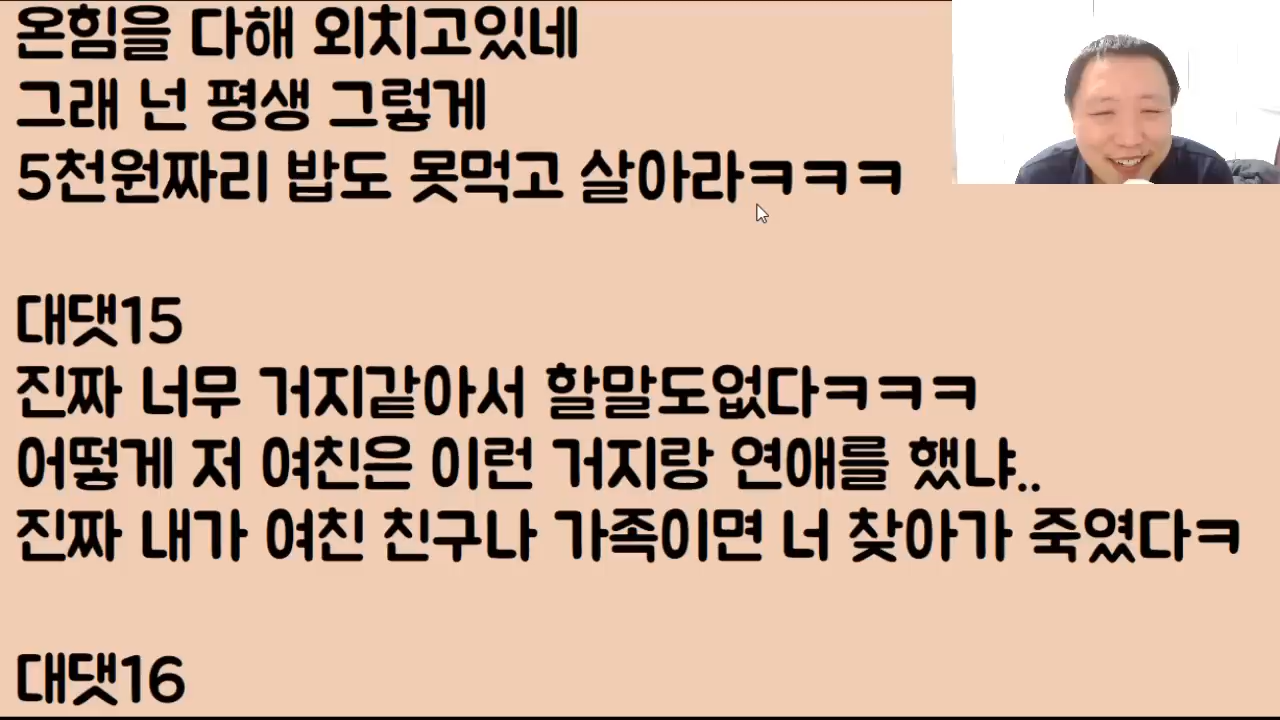 온힘을 다해 외치고있네
그래 넌 평생 그렇게
5천원짜리 밥도 못먹고 살아라ㅋㅋㅋ
대댓15
진짜 너무 거지같아서 할말도없다ㅋㅋㅋ
어떻게 저 여친은 이런 거지랑 연애를 했냐..
진짜 내가 여친 친구나 가족이면 너 찾아가 죽였다ㅋ
대댓16